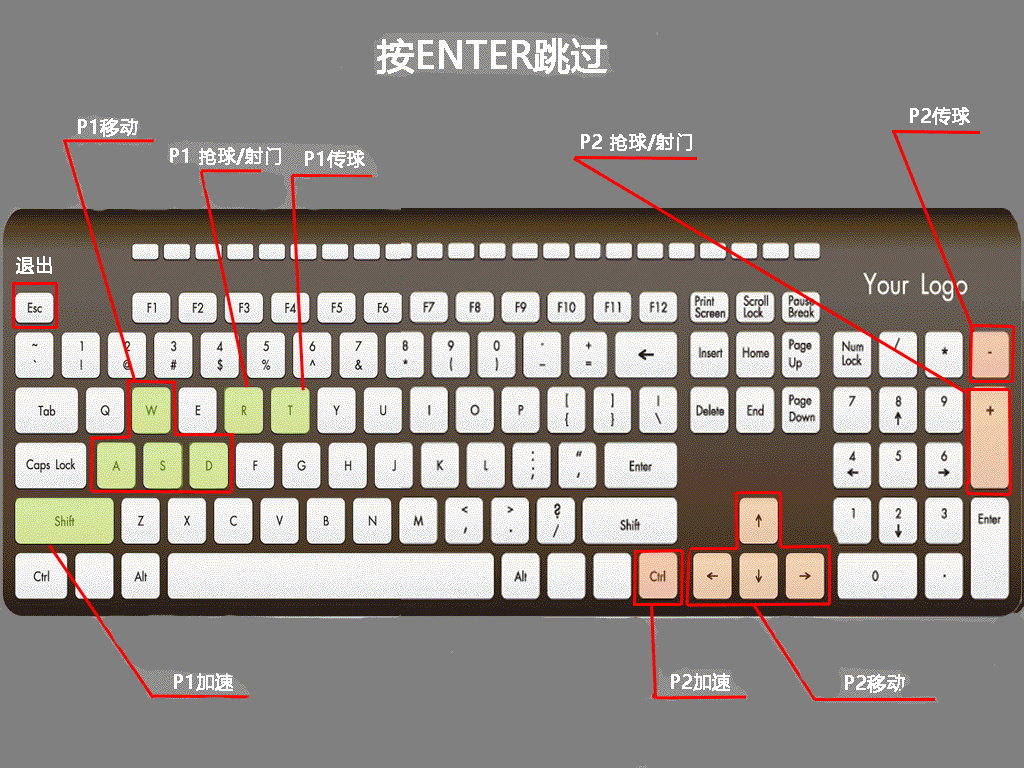 按ENTER跳过
P1移动
P1 抢球/射门
P1传球
P2 抢球/射门
P2传球
退出
Your Logo
Esc F1 F2 F3 F4 F5 F6 F7 F8 F9 F10 F11 F12 Print Screen Scroll Lock Pause Break
~ ` 1 ! 2 @ 3 # 4 $ 5 % 6 ^ 7 & 8 * 9 ( 0 ) - _ + = ← Insert Home Page Up Num Lock / * -
Tab Q W E R T Y U I O P [ { ] } | \ Delete End Page Down 7 8 ↑ 9 +
Caps Lock A S D F G H J K L : ; “ , Enter 4 ← 5 6 →
Shift Z X C V B N M < , > . ? / Shift ↑ 1 2 ↓ 3 Enter
Ctrl Alt Alt Ctrl ← ↓ → 0 .
P1加速
P2加速
P2移动